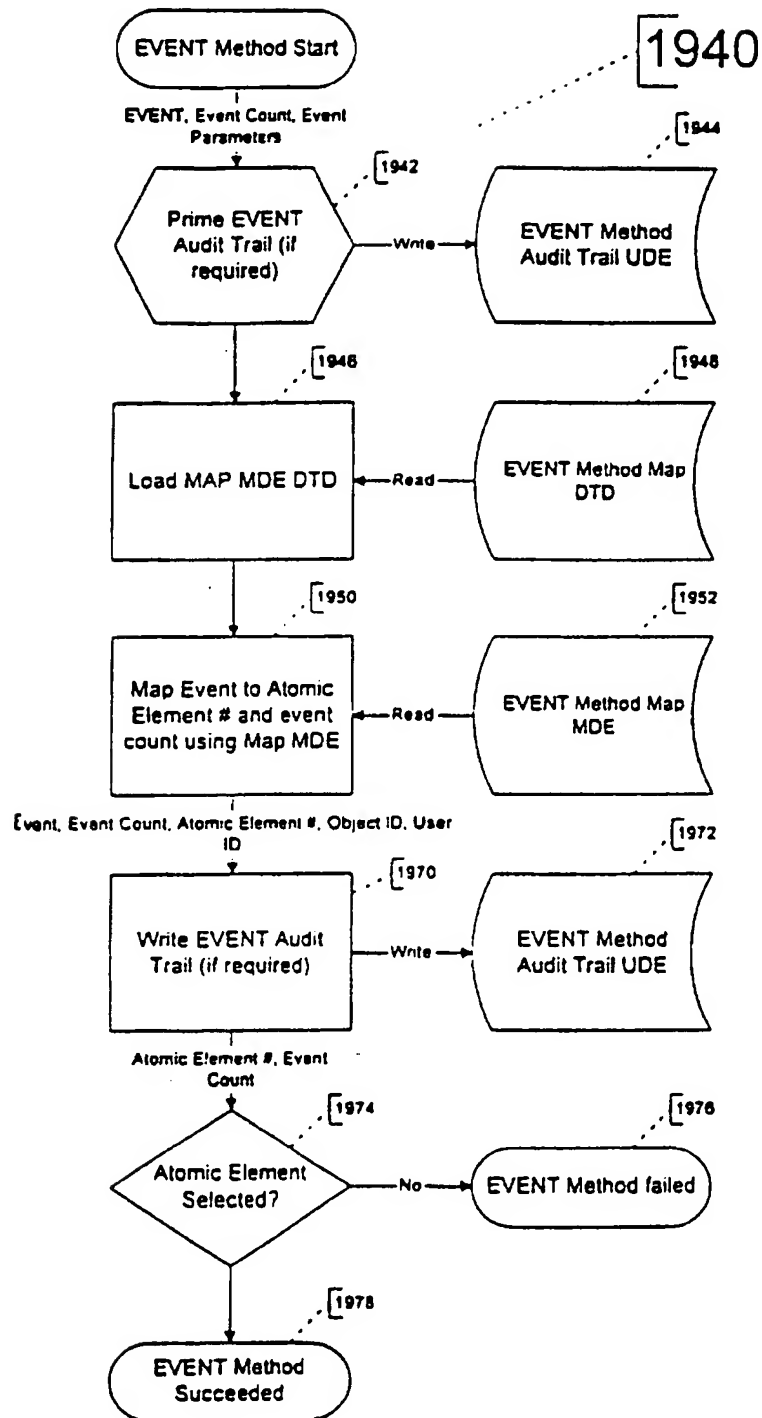 EVENT Method Start
1940
EVENT, Event Count, Event
Parameters
1942
1944
Prime EVENT
Audit Trail (if
required)
Write
EVENT Method
Audit Trail UDE
1946
1948
Load MAP MDE DTD
Read
EVENT Method Map
DTD
1950
1952
Map Event to Atomic
Element # and event
count using Map MDE
Read
EVENT Method Map
MDE
Event, Event Count, Atomic Element #, Object ID, User
ID
1970
1972
Write EVENT Audit
Trail (if required)
Write
EVENT Method
Audit Trail UDE
Atomic Element #, Event
Count
1974
1976
Atomic Element
Selected?
No
EVENT Method failed
1978
EVENT Method
Succeeded